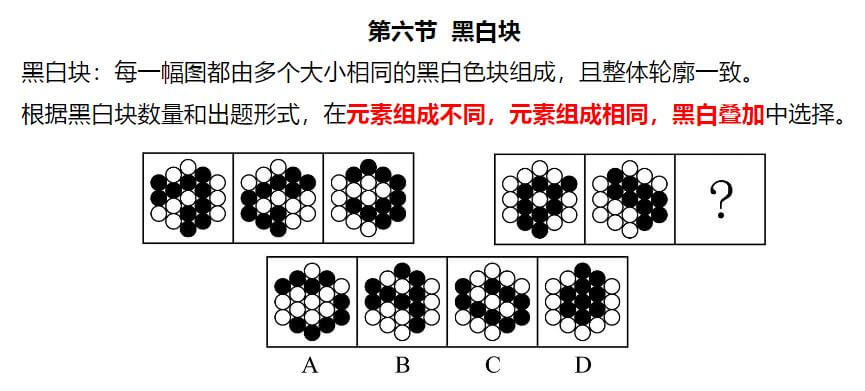 第六节 黑白块
黑白块：每一幅图都由多个大小相同的黑白色块组成，且整体轮廓一致。
根据黑白块数量和出题形式，在元素组成不同，元素组成相同，黑白叠加中选择。
?
A B C D